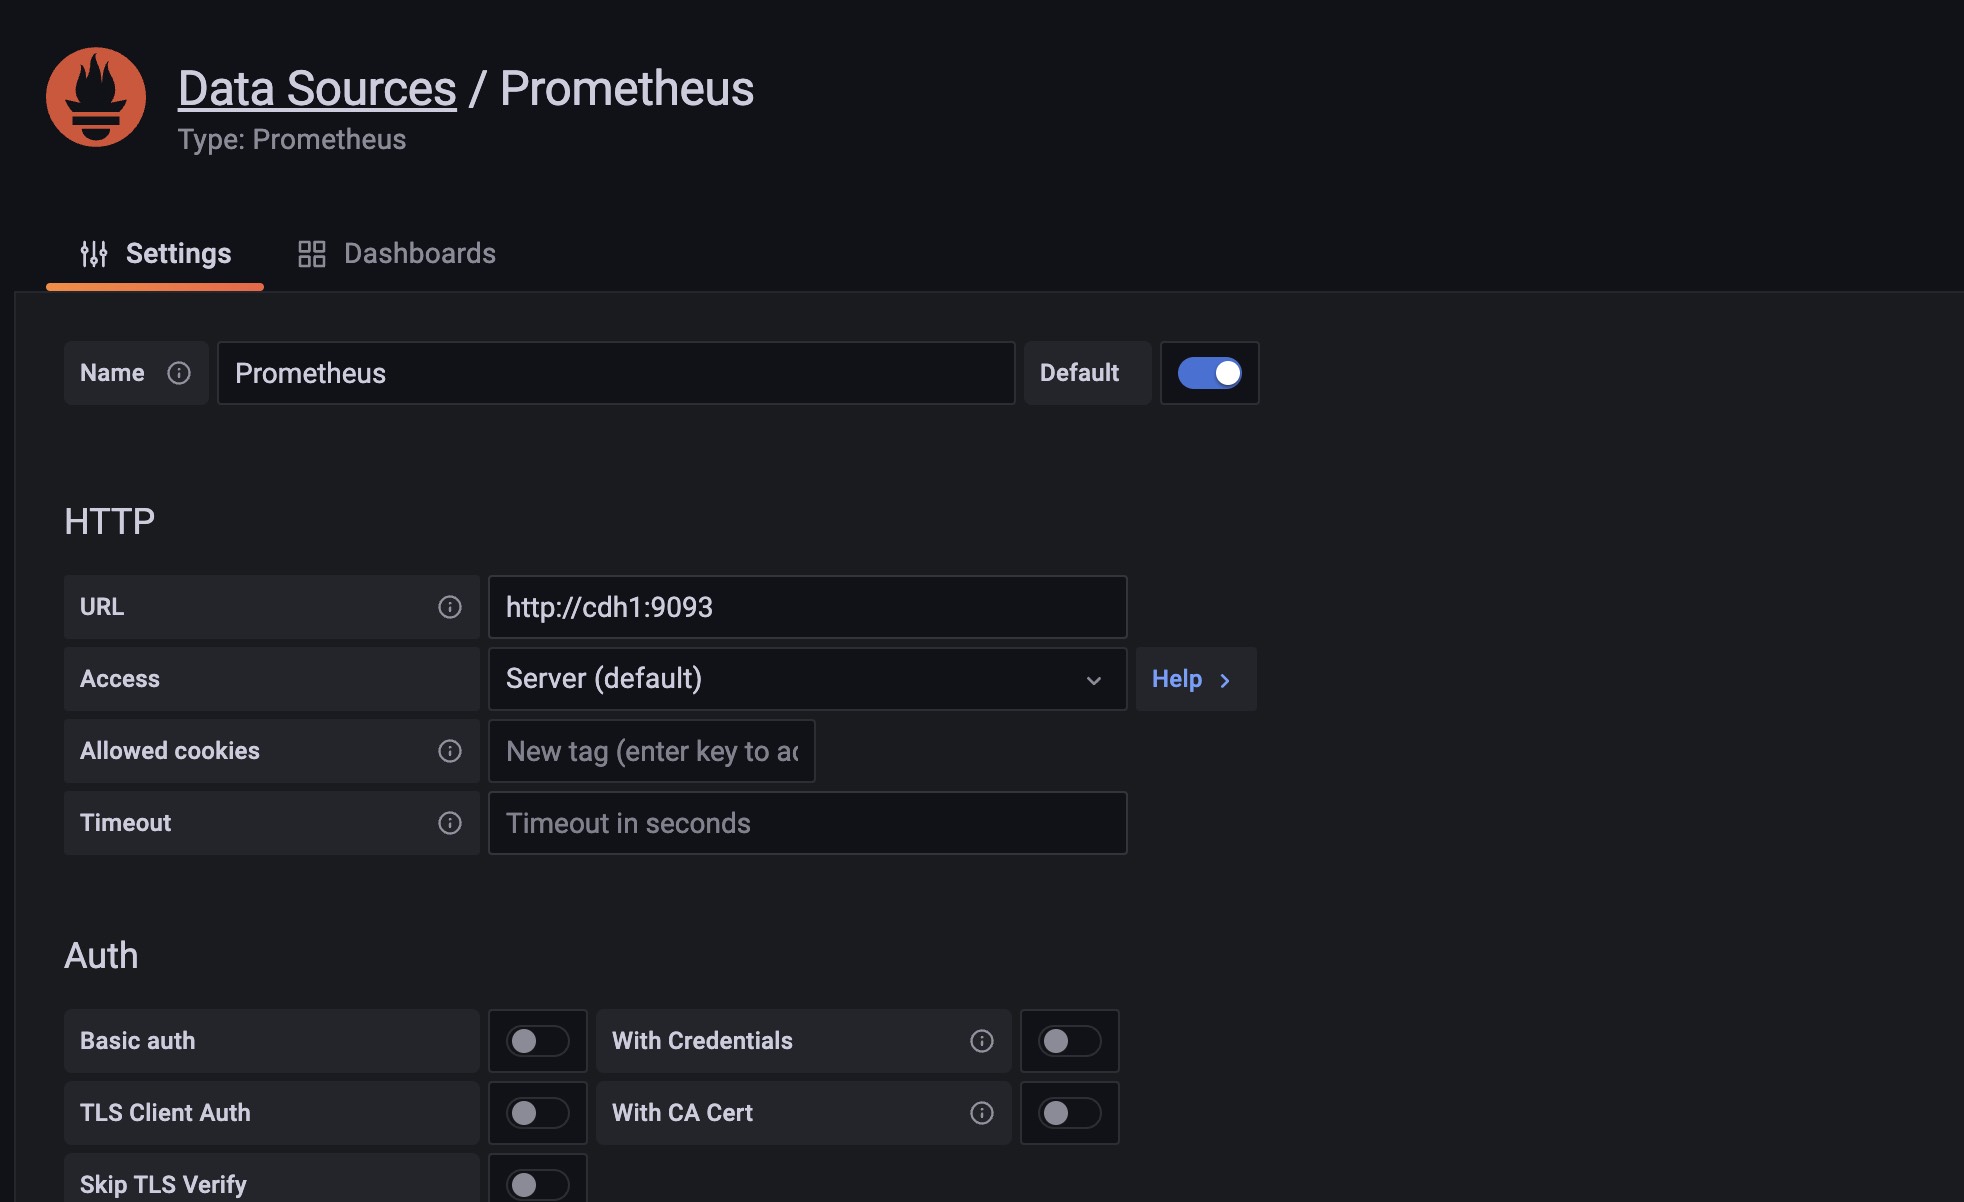 Data Sources / Prometheus
Type: Prometheus
Settings Dashboards
Name Prometheus Default
HTTP
URL http://cdh1:9093
Access Server (default) Help
Allowed cookies New tag (enter key to ac
Timeout Timeout in seconds
Auth
Basic auth With Credentials
TLS Client Auth With CA Cert
Skip TLS Verify